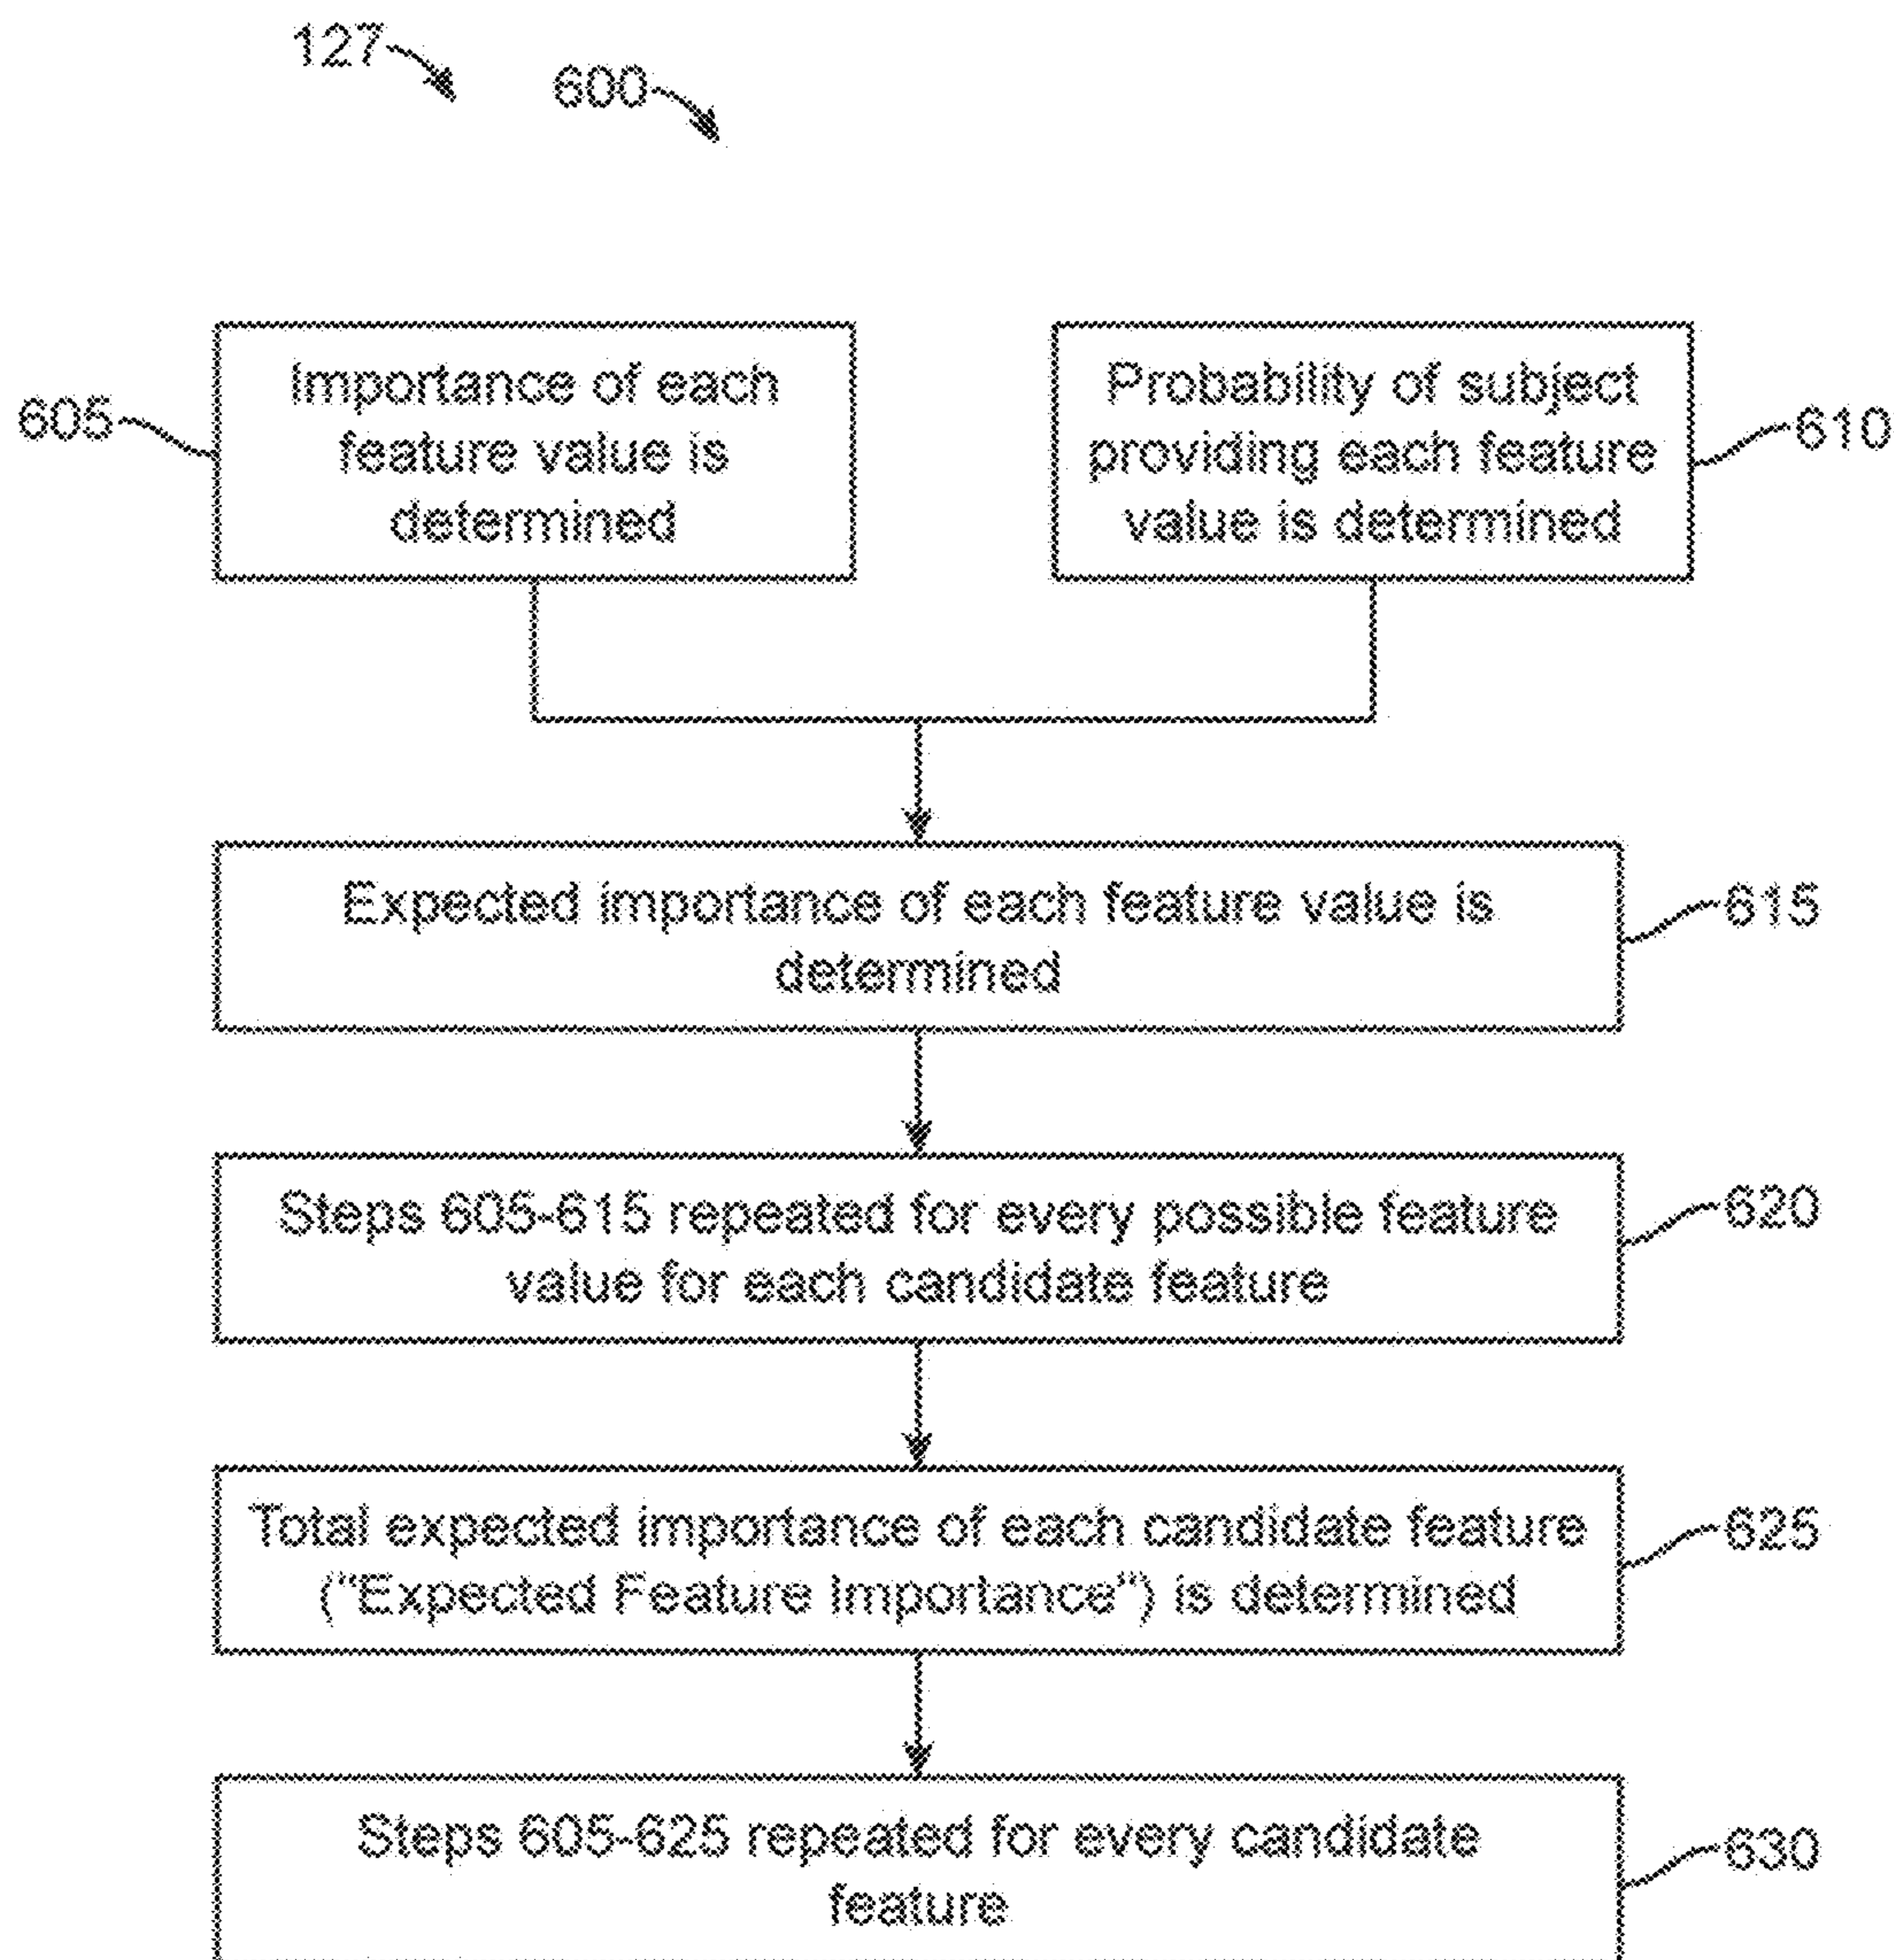 127
600
Importance of each
feature value is
determined
605
Probability of subject
providing each feature
value is determined
610
Expected importance of each feature value is
determined
615
Steps 605-615 repeated for every possible feature
value for each candidate feature
620
Total expected importance of each candidate feature
("Expected Feature Importance") is determined
625
Steps 605-625 repeated for every candidate
feature
630